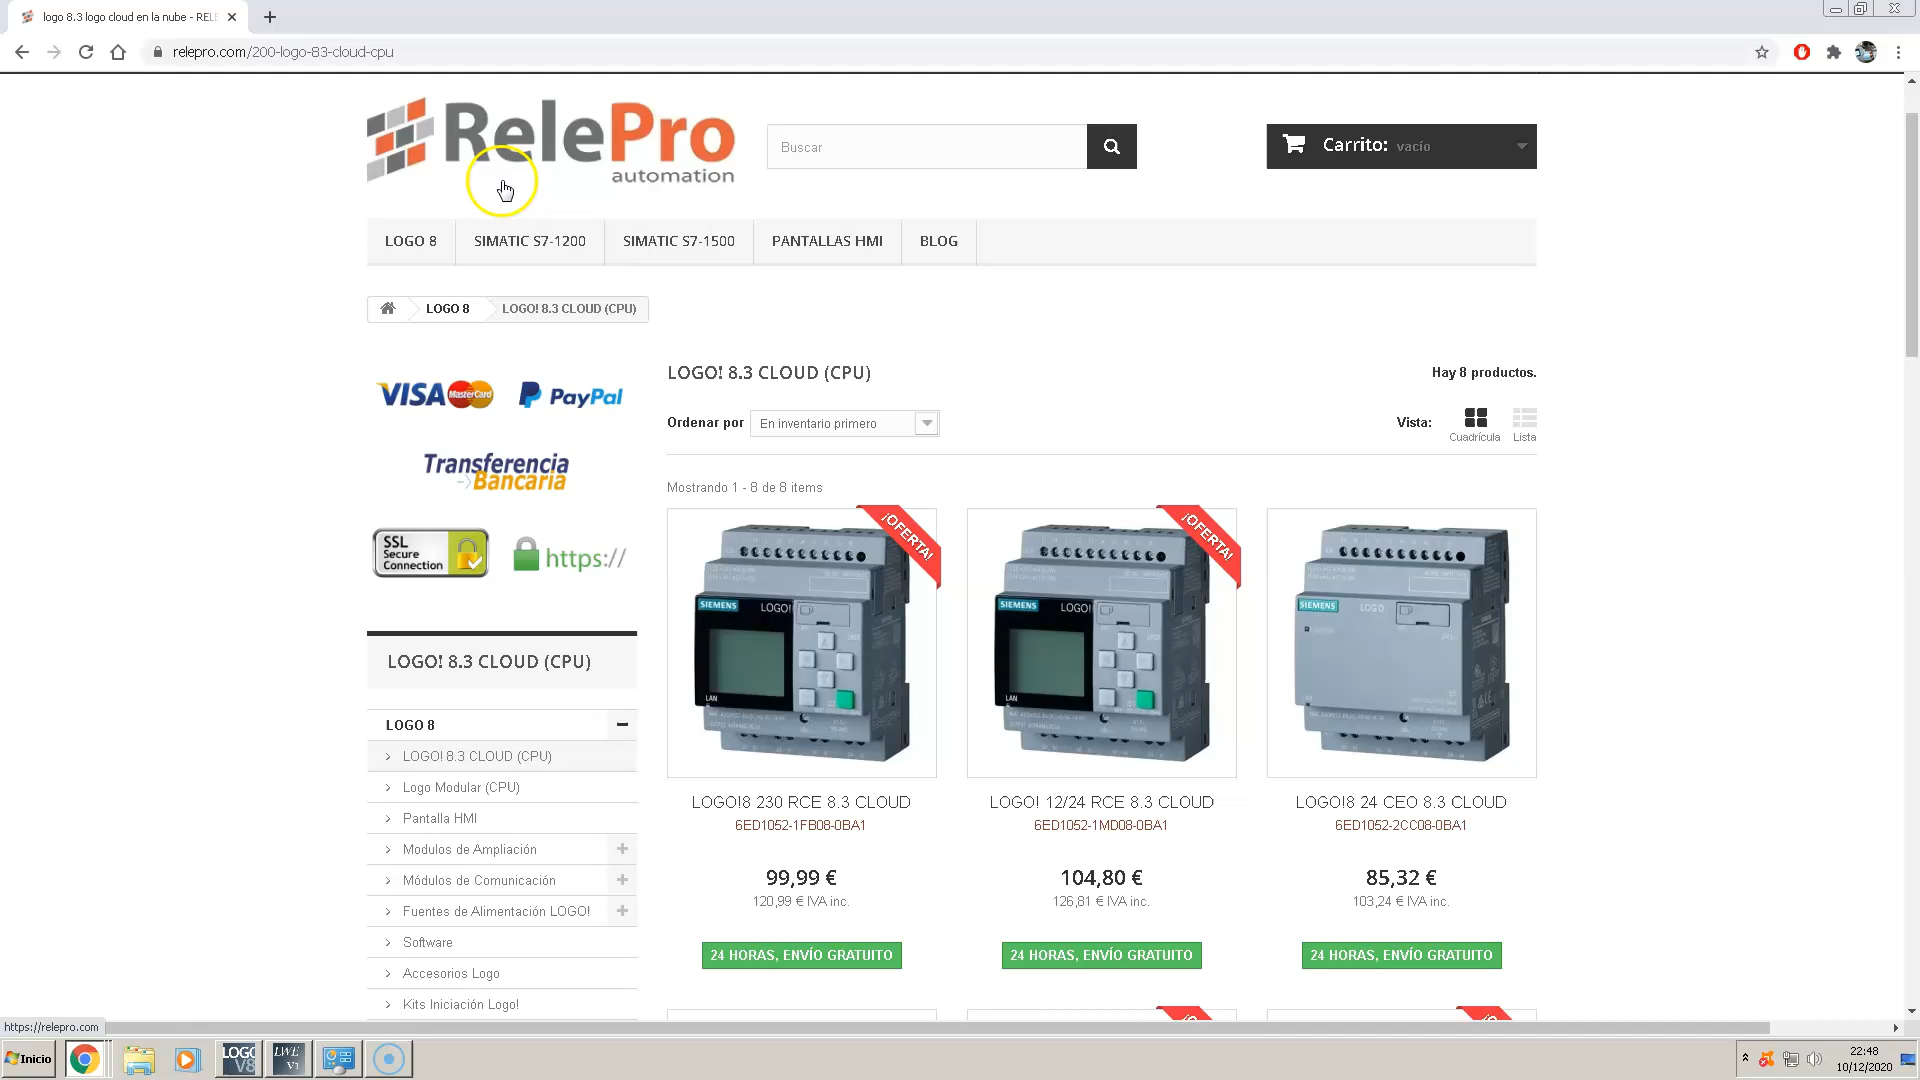 logo 8.3 logo cloud en la nube - RELE
relepro.com/200-logo-83-cloud-cpu
RelePro
automation
Buscar
Carrito: vacío
LOGO 8
SIMATIC S7-1200
SIMATIC S7-1500
PANTALLAS HMI
BLOG
LOGO 8
LOGO! 8.3 CLOUD (CPU)
VISA MasterCard PayPal
Transferencia
Bancaria
SSL
Secure
Connection
https://
LOGO! 8.3 CLOUD (CPU)
LOGO 8
LOGO! 8.3 CLOUD (CPU)
Logo Modular (CPU)
Pantalla HMI
Modulos de Ampliación
Módulos de Comunicación
Fuentes de Alimentación LOGO!
Software
Accesorios Logo
Kits Iniciación Logo!
LOGO! 8.3 CLOUD (CPU)
Hay 8 productos.
Ordenar por
En inventario primero
Vista:
Cuadrícula
Lista
Mostrando 1 - 8 de 8 items
¡OFERTA!
SIEMENS
LOGO!
LAN
LOGO!8 230 RCE 8.3 CLOUD
6ED1052-1FB08-0BA1
99,99 €
120,99 € IVA inc.
24 HORAS, ENVÍO GRATUITO
¡OFERTA!
SIEMENS
LOGO!
LAN
LOGO! 12/24 RCE 8.3 CLOUD
6ED1052-1MD08-0BA1
104,80 €
126,81 € IVA inc.
24 HORAS, ENVÍO GRATUITO
SIEMENS
LOGO!
LOGO!8 24 CEO 8.3 CLOUD
6ED1052-2CC08-0BA1
85,32 €
103,24 € IVA inc.
24 HORAS, ENVÍO GRATUITO
https://relepro.com
Inicio
LOGO
V8
LWE
V1
22:48
10/12/2020